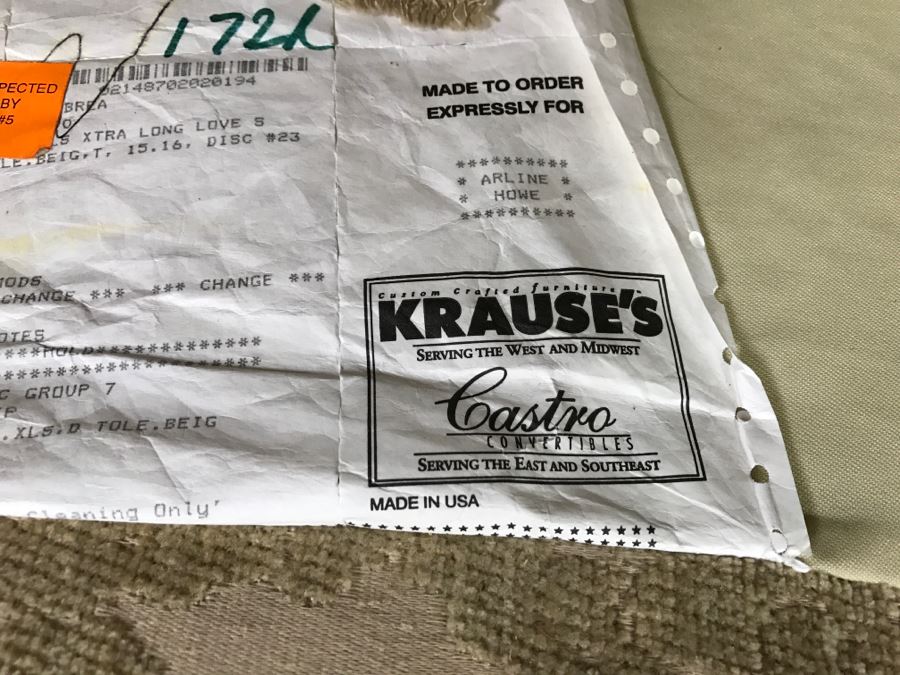 172
02148702020194
PECTED
BY
#5
BREA
XTRA LONG LOVE S
LE.BEIG,T, 15.16, DISC #23
MADE TO ORDER
EXPRESSLY FOR
**********
* ARLINE *
* HOWE *
**********
MODS
CHANGE *** *** CHANGE ***
OTES
***HOLD****************
**********************
C GROUP 7
.XLS.D TOLE.BEIG
Cleaning Only'
Custom Crafted furniture™
KRAUSE'S
SERVING THE WEST AND MIDWEST
Castro
CONVERTIBLES
SERVING THE EAST AND SOUTHEAST
MADE IN USA